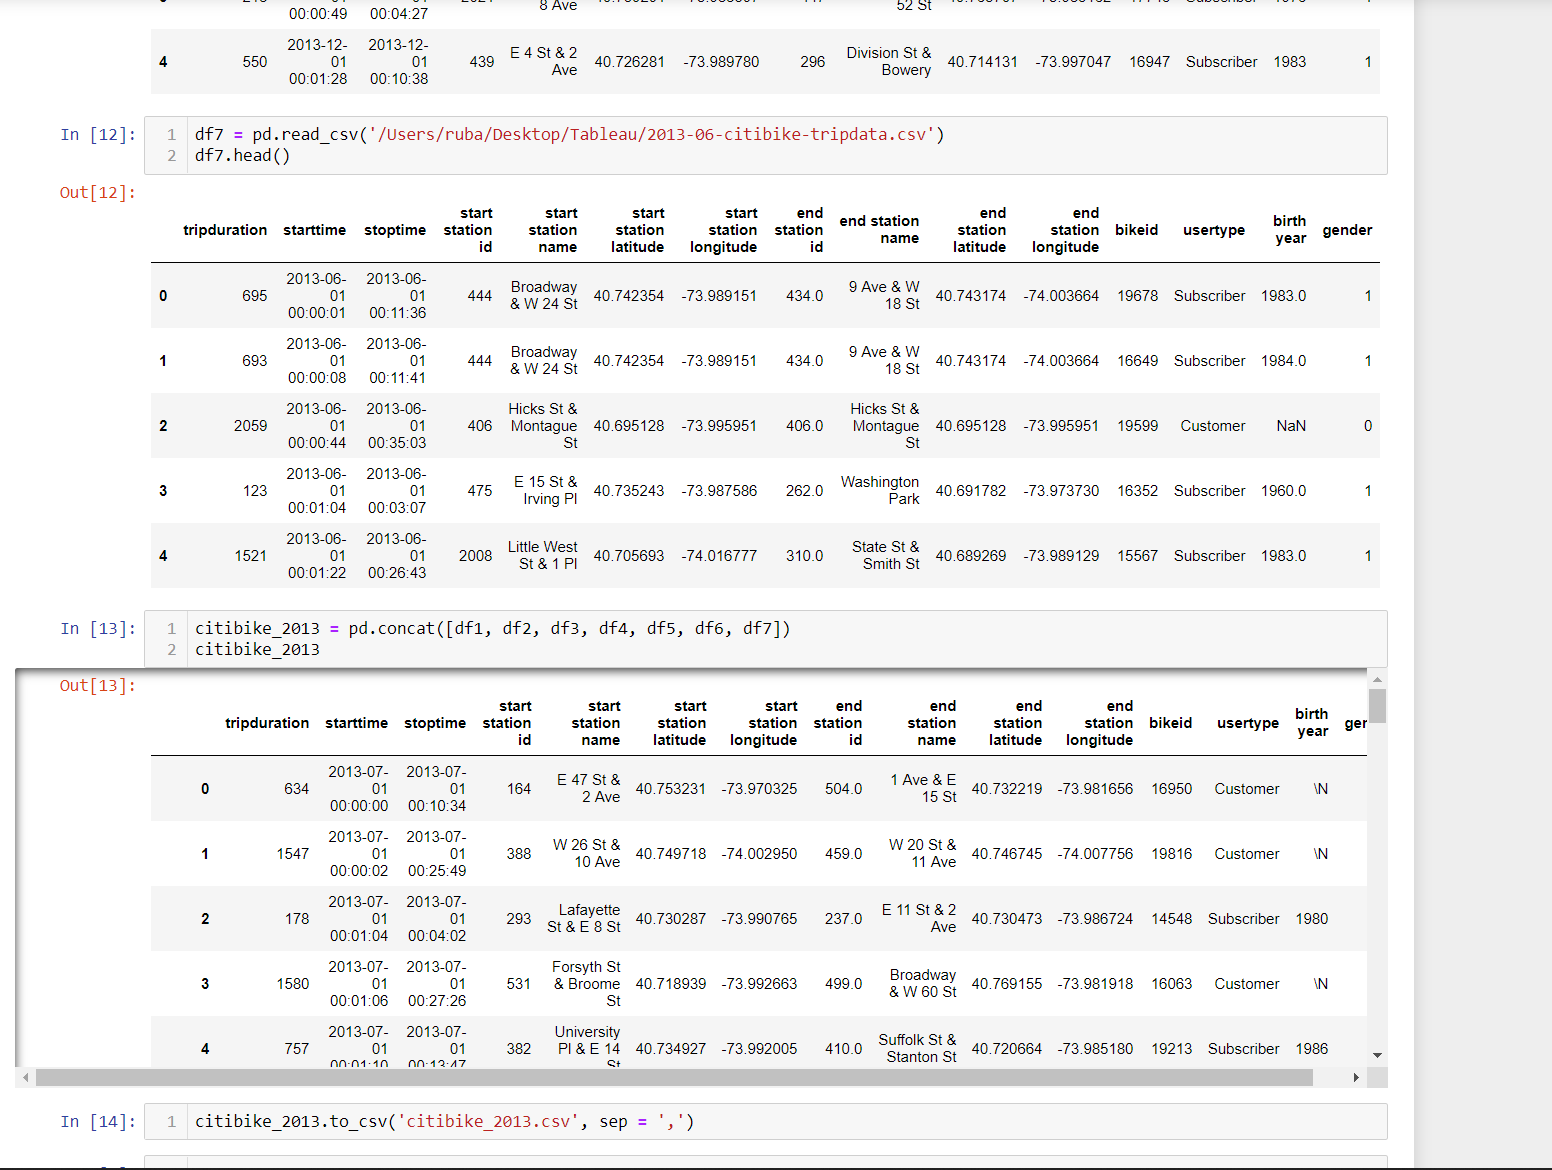 00:00:49 00:04:27
8 Ave
52 St
4 550 2013-12-01 00:01:28 2013-12-01 00:10:38 439 E 4 St & 2 Ave 40.726281 -73.989780 296 Division St & Bowery 40.714131 -73.997047 16947 Subscriber 1983 1
In [12]:
1 df7 = pd.read_csv('/Users/ruba/Desktop/Tableau/2013-06-citibike-tripdata.csv')
2 df7.head()
Out[12]:
tripduration starttime stoptime start station id start station name start station latitude start station longitude end station id end station name end station latitude end station longitude bikeid usertype birth year gender
0 695 2013-06-01 00:00:01 2013-06-01 00:11:36 444 Broadway & W 24 St 40.742354 -73.989151 434.0 9 Ave & W 18 St 40.743174 -74.003664 19678 Subscriber 1983.0 1
1 693 2013-06-01 00:00:08 2013-06-01 00:11:41 444 Broadway & W 24 St 40.742354 -73.989151 434.0 9 Ave & W 18 St 40.743174 -74.003664 16649 Subscriber 1984.0 1
2 2059 2013-06-01 00:00:44 2013-06-01 00:35:03 406 Hicks St & Montague St 40.695128 -73.995951 406.0 Hicks St & Montague St 40.695128 -73.995951 19599 Customer NaN 0
3 123 2013-06-01 00:01:04 2013-06-01 00:03:07 475 E 15 St & Irving Pl 40.735243 -73.987586 262.0 Washington Park 40.691782 -73.973730 16352 Subscriber 1960.0 1
4 1521 2013-06-01 00:01:22 2013-06-01 00:26:43 2008 Little West St & 1 Pl 40.705693 -74.016777 310.0 State St & Smith St 40.689269 -73.989129 15567 Subscriber 1983.0 1
In [13]:
1 citibike_2013 = pd.concat([df1, df2, df3, df4, df5, df6, df7])
2 citibike_2013
Out[13]:
tripduration starttime stoptime start station id start station name start station latitude start station longitude end station id end station name end station latitude end station longitude bikeid usertype birth year ger
0 634 2013-07-01 00:00:00 2013-07-01 00:10:34 164 E 47 St & 2 Ave 40.753231 -73.970325 504.0 1 Ave & E 15 St 40.732219 -73.981656 16950 Customer \N
1 1547 2013-07-01 00:00:02 2013-07-01 00:25:49 388 W 26 St & 10 Ave 40.749718 -74.002950 459.0 W 20 St & 11 Ave 40.746745 -74.007756 19816 Customer \N
2 178 2013-07-01 00:01:04 2013-07-01 00:04:02 293 Lafayette St & E 8 St 40.730287 -73.990765 237.0 E 11 St & 2 Ave 40.730473 -73.986724 14548 Subscriber 1980
3 1580 2013-07-01 00:01:06 2013-07-01 00:27:26 531 Forsyth St & Broome St 40.718939 -73.992663 499.0 Broadway & W 60 St 40.769155 -73.981918 16063 Customer \N
4 757 2013-07-01 00:01:10 2013-07-01 00:13:47 382 University Pl & E 14 St 40.734927 -73.992005 410.0 Suffolk St & Stanton St 40.720664 -73.985180 19213 Subscriber 1986
In [14]:
1 citibike_2013.to_csv('citibike_2013.csv', sep = ',')